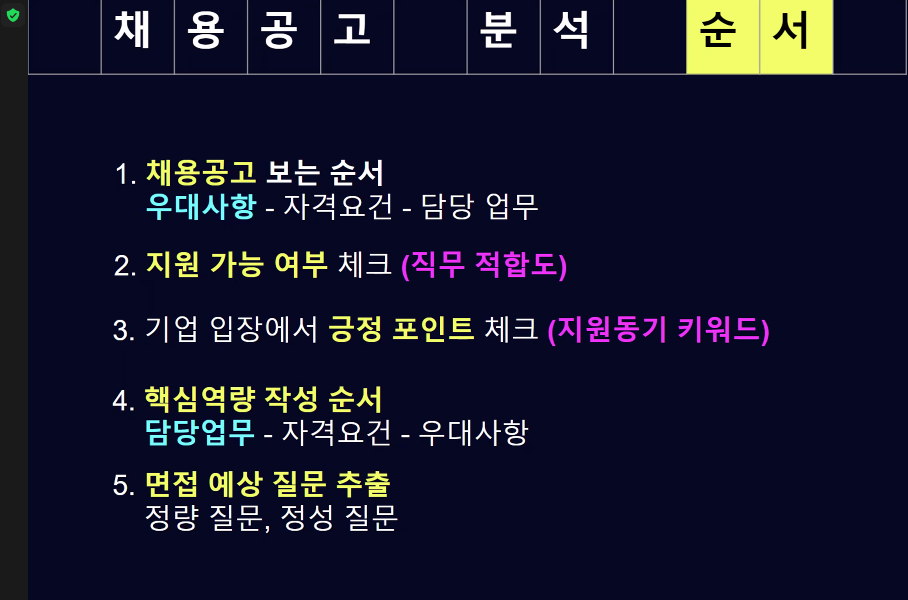 채용공고 분석 순서
1. 채용공고 보는 순서
우대사항 - 자격요건 - 담당 업무
2. 지원 가능 여부 체크 (직무 적합도)
3. 기업 입장에서 긍정 포인트 체크 (지원동기 키워드)
4. 핵심역량 작성 순서
담당업무 - 자격요건 - 우대사항
5. 면접 예상 질문 추출
정량 질문, 정성 질문